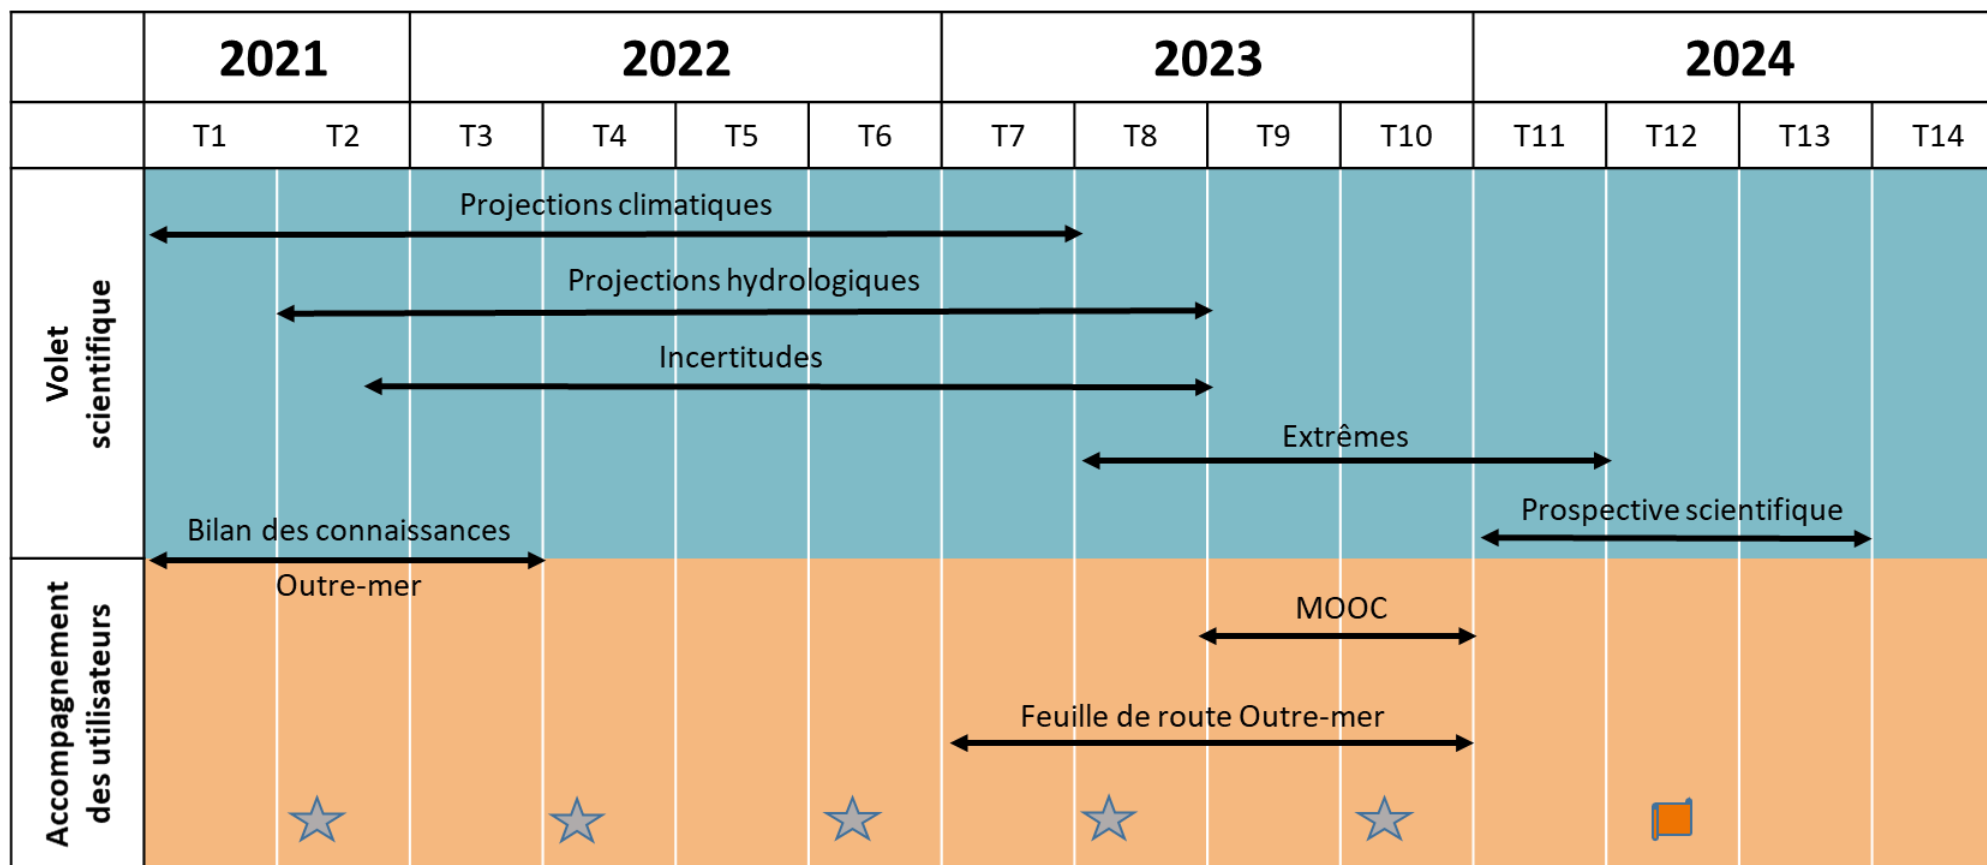 2021 2022 2023 2024
T1 T2 T3 T4 T5 T6 T7 T8 T9 T10 T11 T12 T13 T14
Volet
scientifique
Projections climatiques
Projections hydrologiques
Incertitudes
Extrêmes
Prospective scientifique
Bilan des connaissances
Outre-mer
Accompagnement
des utilisateurs
MOOC
Feuille de route Outre-mer